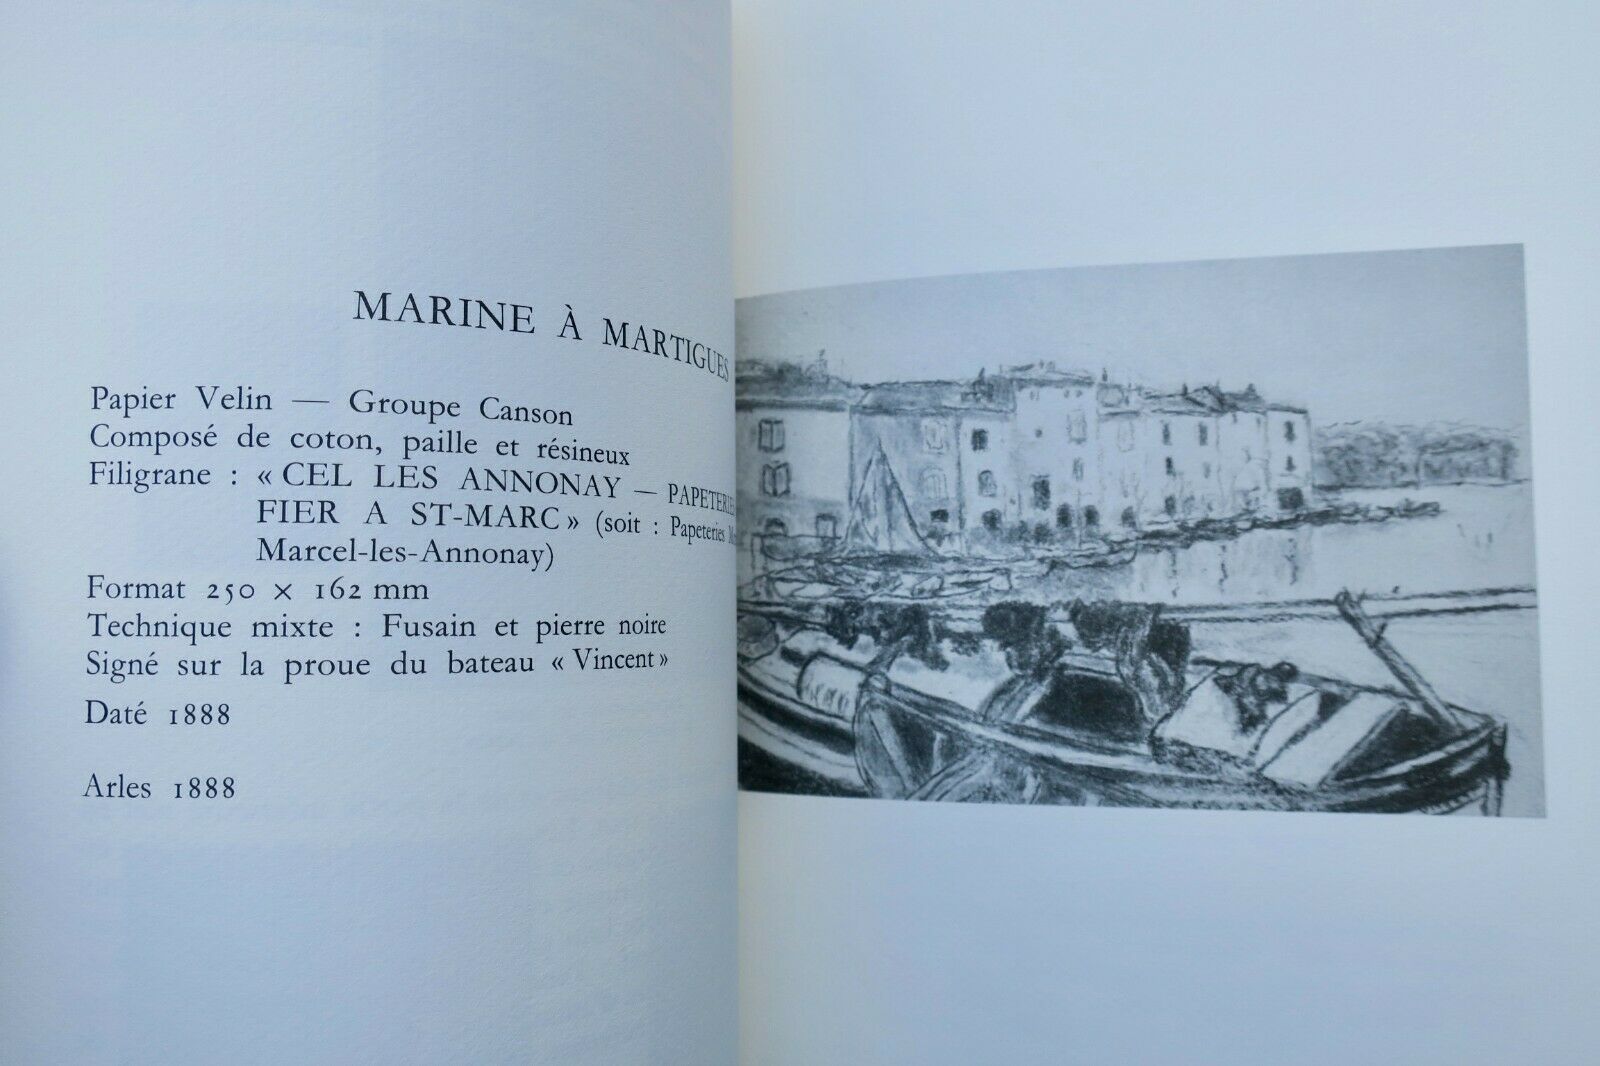 MARINE À MARTIGUES
Papier Velin — Groupe Canson
Composé de coton, paille et résineux
Filigrane : « CEL LES ANNONAY — PAPETERIE
FIER A ST-MARC » (soit : Papeteries
Marcel-les-Annonay)
Format 250 × 162 mm
Technique mixte : Fusain et pierre noire
Signé sur la proue du bateau « Vincent »
Daté 1888
Arles 1888